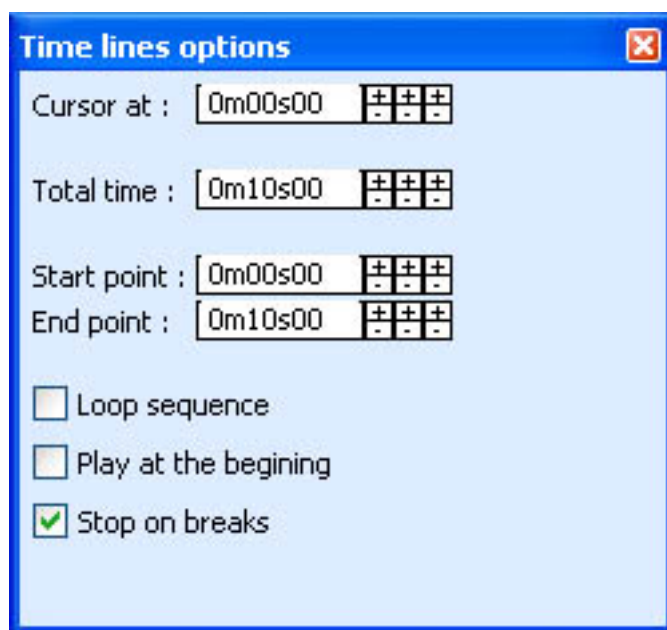 Time lines options
Cursor at : 0m00s00 + + +
- - -
Total time : 0m10s00 + + +
- - -
Start point : 0m00s00 + + +
- - -
End point : 0m10s00 + + +
- - -
Loop sequence
Play at the begining
Stop on breaks